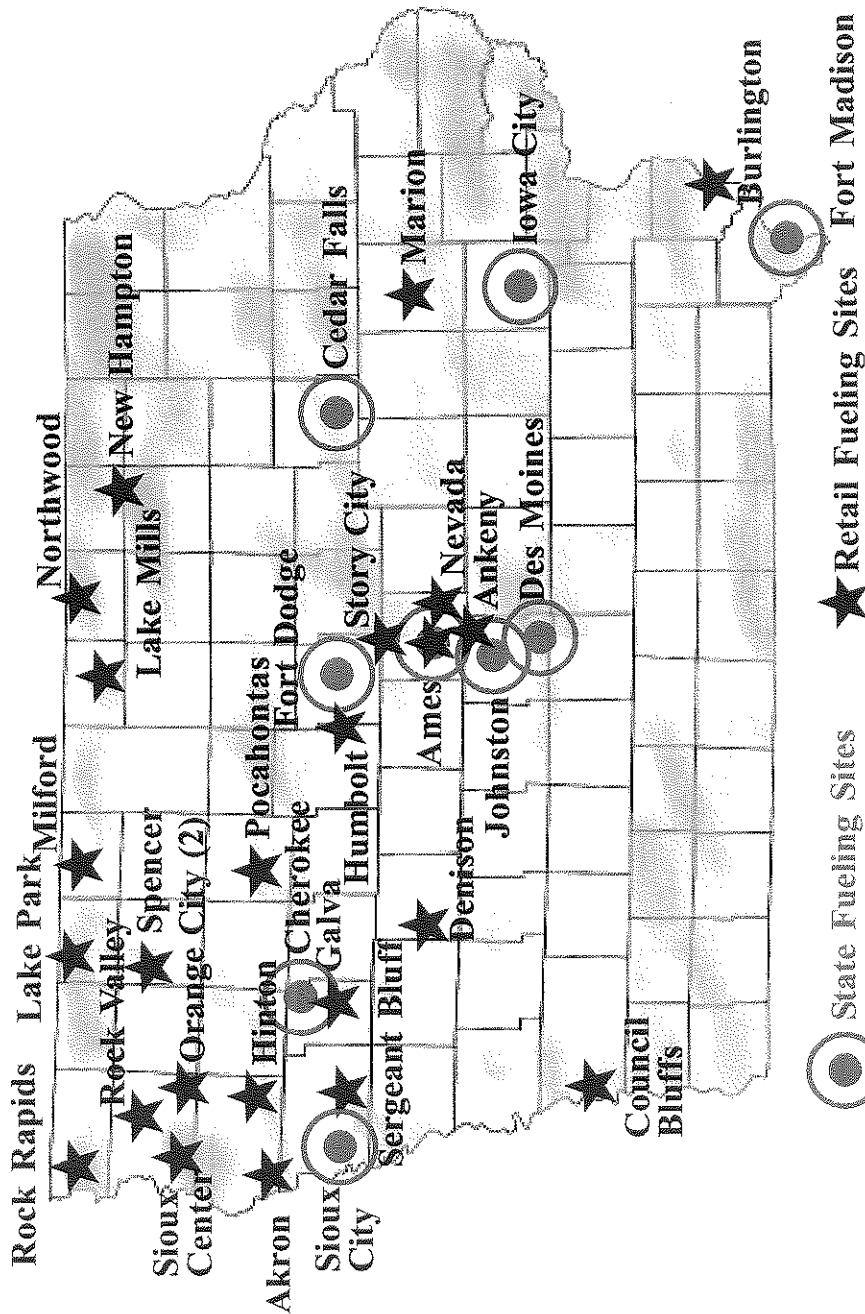 Rock Rapids
Lake Park
Milford
Northwood
New Hampton
Lake Mills
Rock Valley
Spencer
Orange City (2)
Sioux
Center
Hinton
Pocahontas
Akron
Cherokee
Galva
Humbolt
Fort Dodge
Story City
Cedar Falls
Sioux
City
Sergeant Bluff
Denison
Ames
Nevada
Ankeny
Johnston
Des Moines
Marion
Iowa City
Council
Bluffs
Burlington
Fort Madison
State Fueling Sites
Retail Fueling Sites